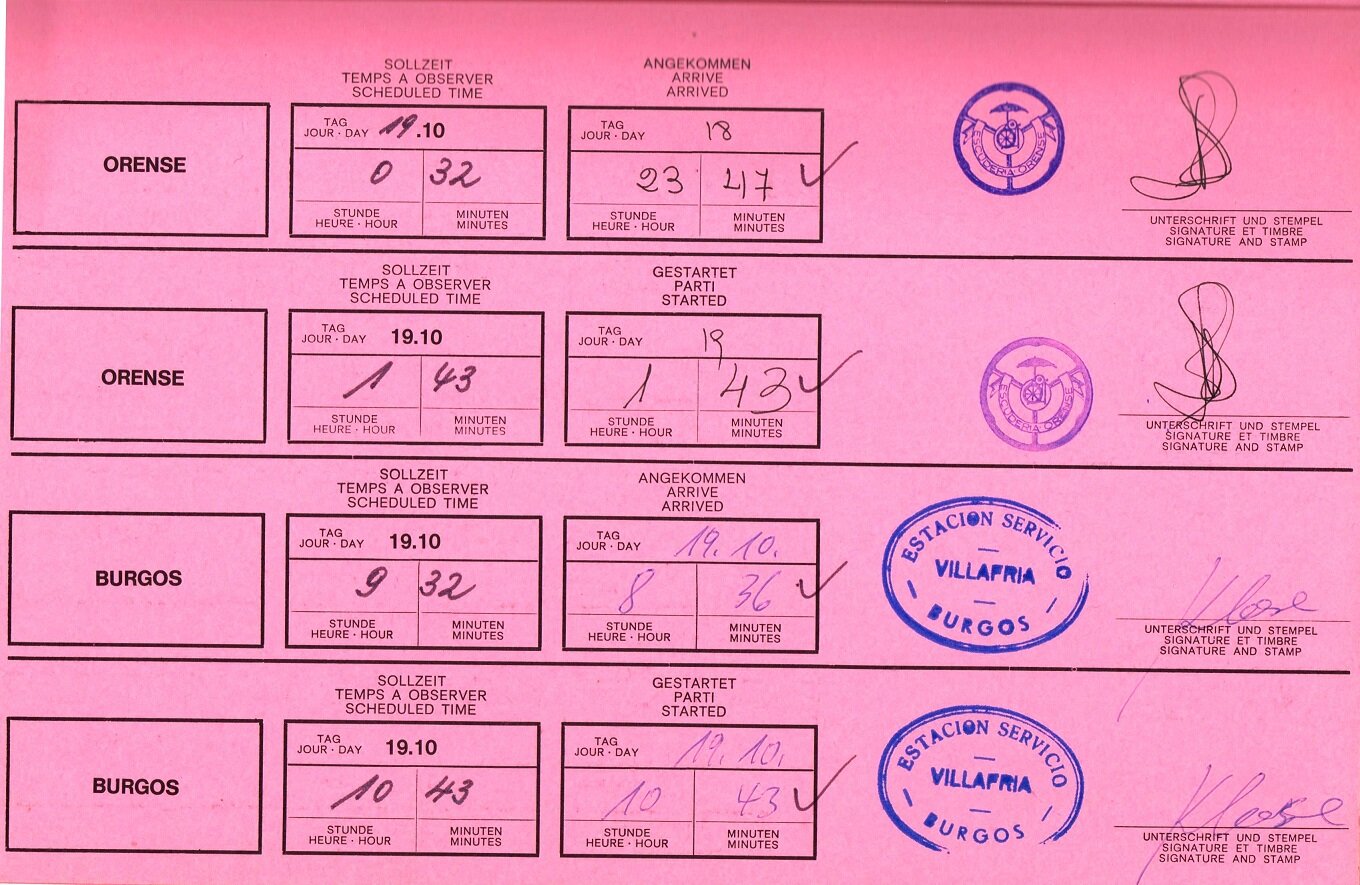 SOLLZEIT
TEMPS A OBSERVER
SCHEDULED TIME
ANGEKOMMEN
ARRIVE
ARRIVED
ORENSE
TAG
JOUR · DAY 19.10
0 32
STUNDE
HEURE · HOUR
MINUTEN
MINUTES
TAG
JOUR · DAY 18
23 47
STUNDE
HEURE · HOUR
MINUTEN
MINUTES
ESCUDERIA ORENSE
UNTERSCHRIFT UND STEMPEL
SIGNATURE ET TIMBRE
SIGNATURE AND STAMP
SOLLZEIT
TEMPS A OBSERVER
SCHEDULED TIME
GESTARTET
PARTI
STARTED
ORENSE
TAG
JOUR · DAY 19.10
1 43
STUNDE
HEURE · HOUR
MINUTEN
MINUTES
TAG
JOUR · DAY 19
1 43
STUNDE
HEURE · HOUR
MINUTEN
MINUTES
ESCUDERIA ORENSE
UNTERSCHRIFT UND STEMPEL
SIGNATURE ET TIMBRE
SIGNATURE AND STAMP
SOLLZEIT
TEMPS A OBSERVER
SCHEDULED TIME
ANGEKOMMEN
ARRIVE
ARRIVED
BURGOS
TAG
JOUR · DAY 19.10
9 32
STUNDE
HEURE · HOUR
MINUTEN
MINUTES
TAG
JOUR · DAY 19.10.
8 36
STUNDE
HEURE · HOUR
MINUTEN
MINUTES
ESTACION SERVICIO
VILLAFRIA
BURGOS
UNTERSCHRIFT UND STEMPEL
SIGNATURE ET TIMBRE
SIGNATURE AND STAMP
SOLLZEIT
TEMPS A OBSERVER
SCHEDULED TIME
GESTARTET
PARTI
STARTED
BURGOS
TAG
JOUR · DAY 19.10
10 43
STUNDE
HEURE · HOUR
MINUTEN
MINUTES
TAG
JOUR · DAY 19.10.
10 43
STUNDE
HEURE · HOUR
MINUTEN
MINUTES
ESTACION SERVICIO
VILLAFRIA
BURGOS
UNTERSCHRIFT UND STEMPEL
SIGNATURE ET TIMBRE
SIGNATURE AND STAMP